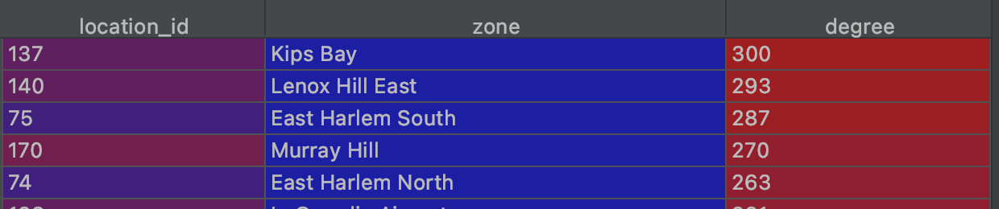 location_id zone degree
137 Kips Bay 300
140 Lenox Hill East 293
75 East Harlem South 287
170 Murray Hill 270
74 East Harlem North 263